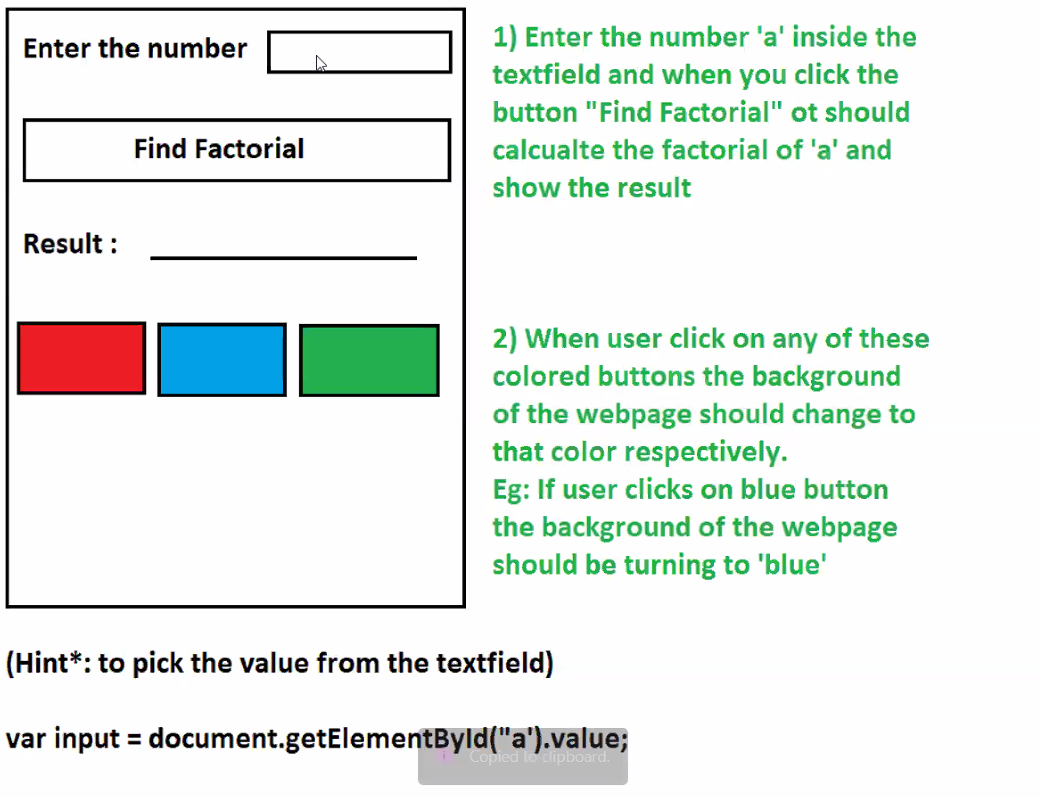 Enter the number
Find Factorial
Result :
1) Enter the number 'a' inside the
textfield and when you click the
button "Find Factorial" ot should
calcualte the factorial of 'a' and
show the result
2) When user click on any of these
colored buttons the background
of the webpage should change to
that color respectively.
Eg: If user clicks on blue button
the background of the webpage
should be turning to 'blue'
(Hint*: to pick the value from the textfield)
var input = document.getElementById("a').value;
Copied to clipboard.